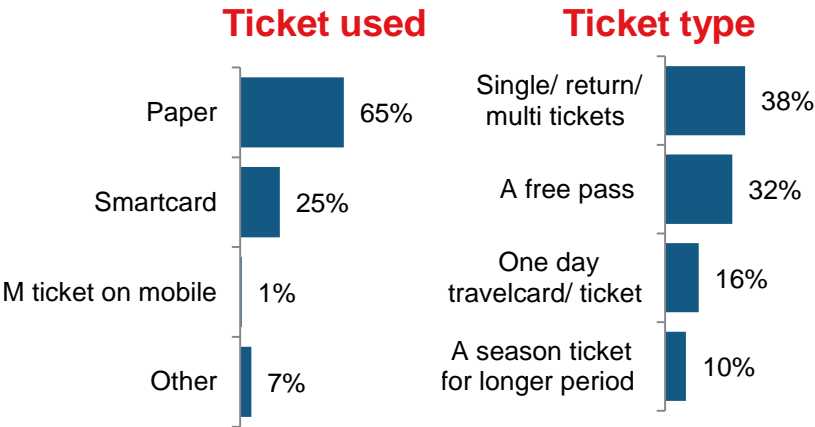 Ticket used
Paper
65%
Smartcard
25%
M ticket on mobile
1%
Other
7%
Ticket type
Single/ return/
multi tickets
38%
A free pass
32%
One day
travelcard/ ticket
16%
A season ticket
for longer period
10%